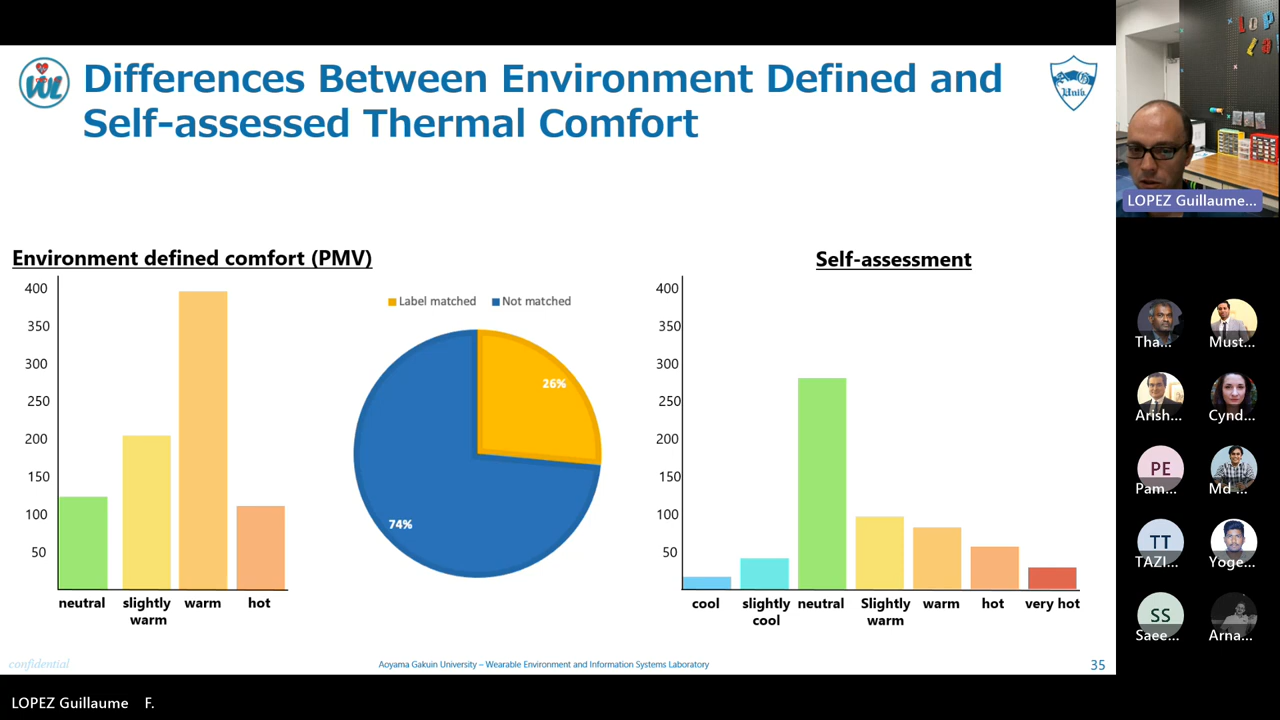 Differences Between Environment Defined and
Self-assessed Thermal Comfort
LOPEZ Guillaume...
Environment defined comfort (PMV)
400
350
300
250
200
150
100
50
neutral
slightly
warm
warm
hot
Label matched
Not matched
26%
74%
Self-assessment
400
350
300
250
200
150
100
50
cool
slightly
cool
neutral
Slightly
warm
warm
hot
very hot
Tha...
Must...
Arish...
Cynd...
PE
Pam...
Md ...
TT
TAZI...
Yoge...
SS
Saee...
Arna...
confidential
Aoyama Gakuin University – Wearable Environment and Information Systems Laboratory
35
LOPEZ Guillaume F.